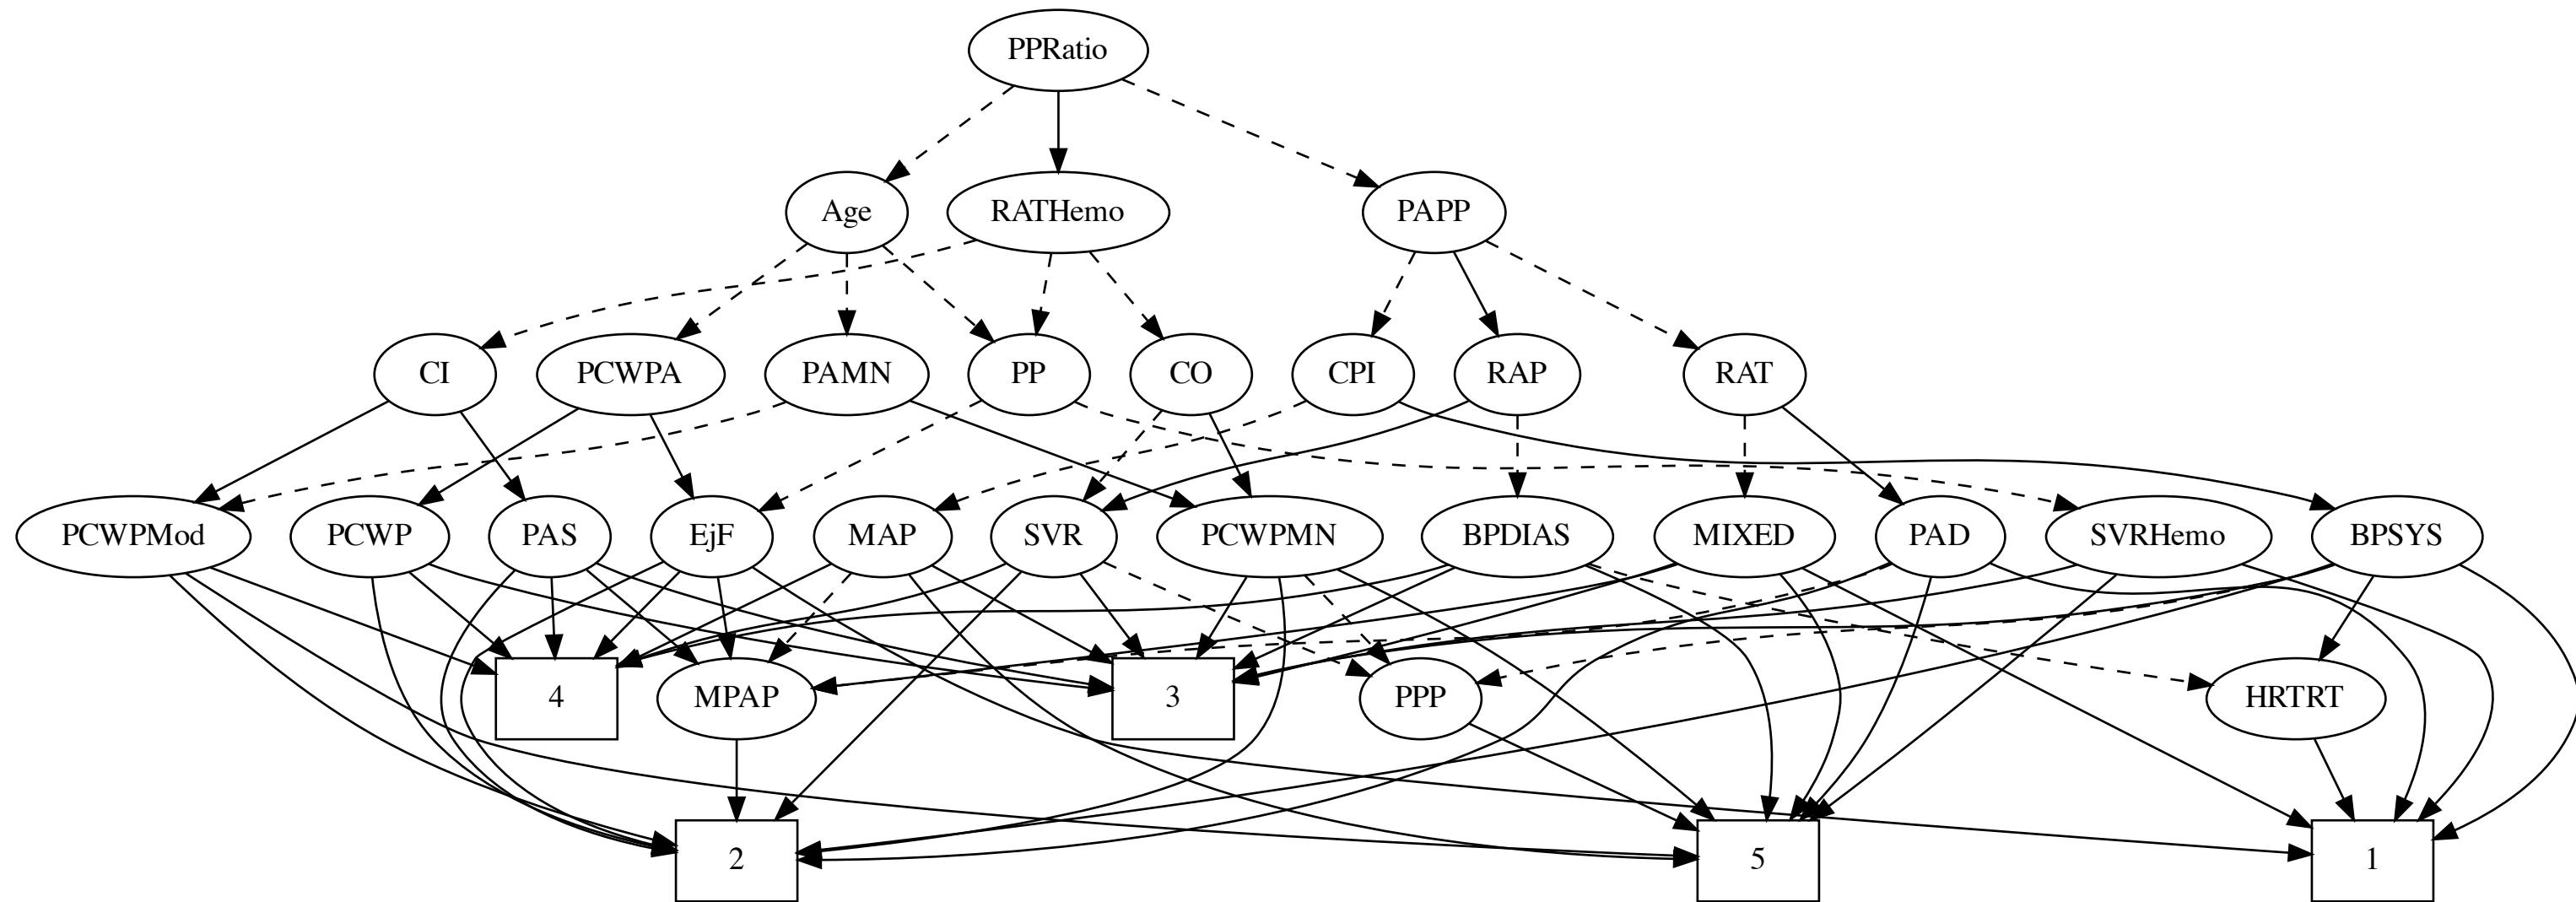 PPRatio
Age RATHemo PAPP
CI PCWPA PAMN PP CO CPI RAP RAT
PCWPMod PCWP PAS EjF MAP SVR PCWPMN BPDIAS MIXED PAD SVRHemo BPSYS
4 MPAP 3 PPP HRTRT
2 5 1